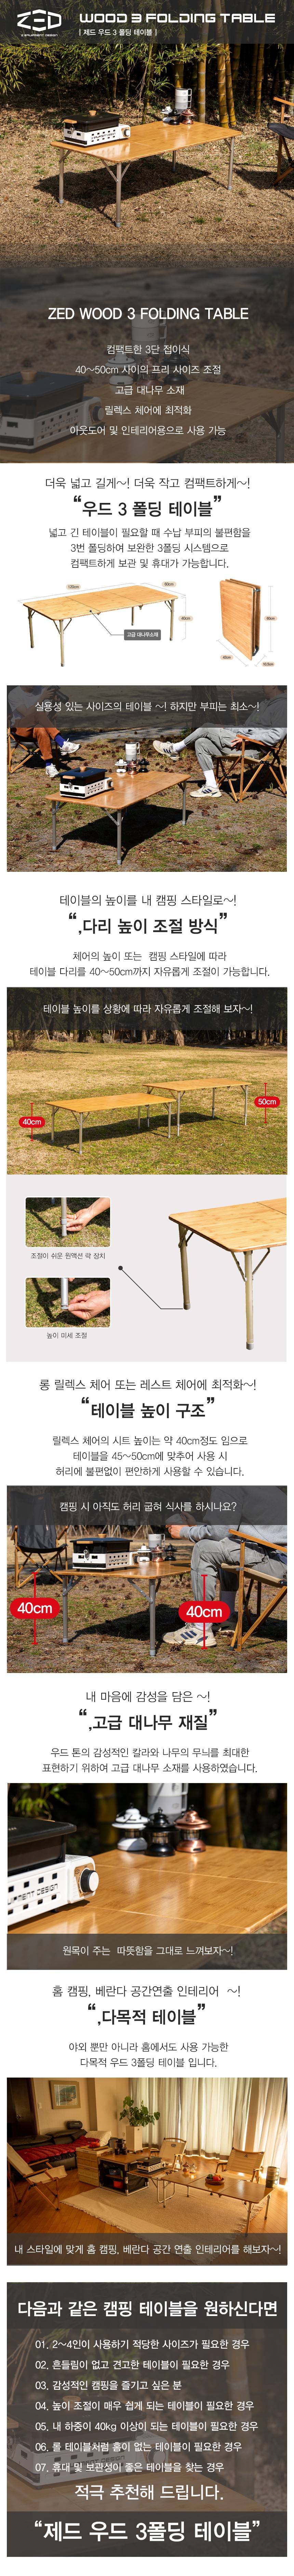 ZED
EQUIPMENT DESIGN
WOOD 3 FOLDING TABLE
[ 제드 우드 3 폴딩 테이블 ]
ZED WOOD 3 FOLDING TABLE
컴팩트한 3단 접이식
40~50cm 사이의 프리 사이즈 조절
고급 대나무 소재
릴렉스 체어에 최적화
아웃도어 및 인테리어용으로 사용 가능
더욱 넓고 길게~! 더욱 작고 컴팩트하게~!
“우드 3 폴딩 테이블”
넓고 긴 테이블이 필요할 때 수납 부피의 불편함을
3번 폴딩하여 보완한 3폴딩 시스템으로
컴팩트하게 보관 및 휴대가 가능합니다.
고급 대나무소재
실용성 있는 사이즈의 테이블 ~! 하지만 부피는 최소~!
테이블의 높이를 내 캠핑 스타일로~!
“,다리 높이 조절 방식”
체어의 높이 또는 캠핑 스타일에 따라
테이블 다리를 40~50cm까지 자유롭게 조절이 가능합니다.
테이블 높이를 상황에 따라 자유롭게 조절해 보자~!
40cm
50cm
조절이 쉬운 원액션 락 장치
높이 미세 조절
롱 릴렉스 체어 또는 레스트 체어에 최적화~!
“테이블 높이 구조”
릴렉스 체어의 시트 높이는 약 40cm정도 임으로
테이블을 45~50cm에 맞추어 사용 시
허리에 불편없이 편안하게 사용할 수 있습니다.
캠핑 시 아직도 허리 굽혀 식사를 하시나요?
40cm
40cm
내 마음에 감성을 담은 ~!
“,고급 대나무 재질”
우드 톤의 감성적인 칼라와 나무의 무늬를 최대한
표현하기 위하여 고급 대나무 소재를 사용하였습니다.
UIPMENT DESIGN
원목이 주는 따뜻함을 그대로 느껴보자~!
홈 캠핑, 베란다 공간연출 인테리어 ~!
“,다목적 테이블”
야외 뿐만 아니라 홈에서도 사용 가능한
다목적 우드 3폴딩 테이블 입니다.
내 스타일에 맞게 홈 캠핑, 베란다 공간 연출 인테리어를 해보자~!
다음과 같은 캠핑 테이블을 원하신다면
01. 2~4인이 사용하기 적당한 사이즈가 필요한 경우
02. 흔들림이 없고 견고한 테이블이 필요한 경우
03. 감성적인 캠핑을 즐기고 싶은 분
04. 높이 조절이 매우 쉽게 되는 테이블이 필요한 경우
05. 내 하중이 40kg 이상이 되는 테이블이 필요한 경우
06. 롤 테이블처럼 홈이 없는 테이블이 필요한 경우
07. 휴대 및 보관성이 좋은 테이블을 찾는 경우
적극 추천해 드립니다.
“제드 우드 3폴딩 테이블”